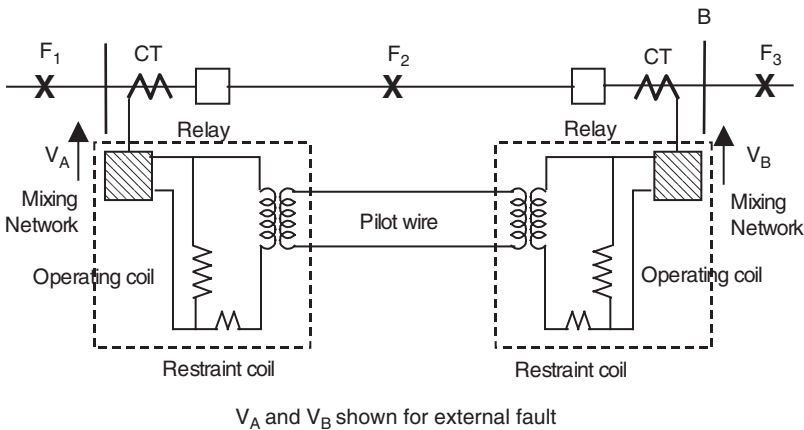 B
F1 CT F2 CT F3
Relay Relay
VA VB
Mixing
Network
Mixing
Network
Pilot wire
Operating coil Operating coil
Restraint coil Restraint coil
VA and VB shown for external fault